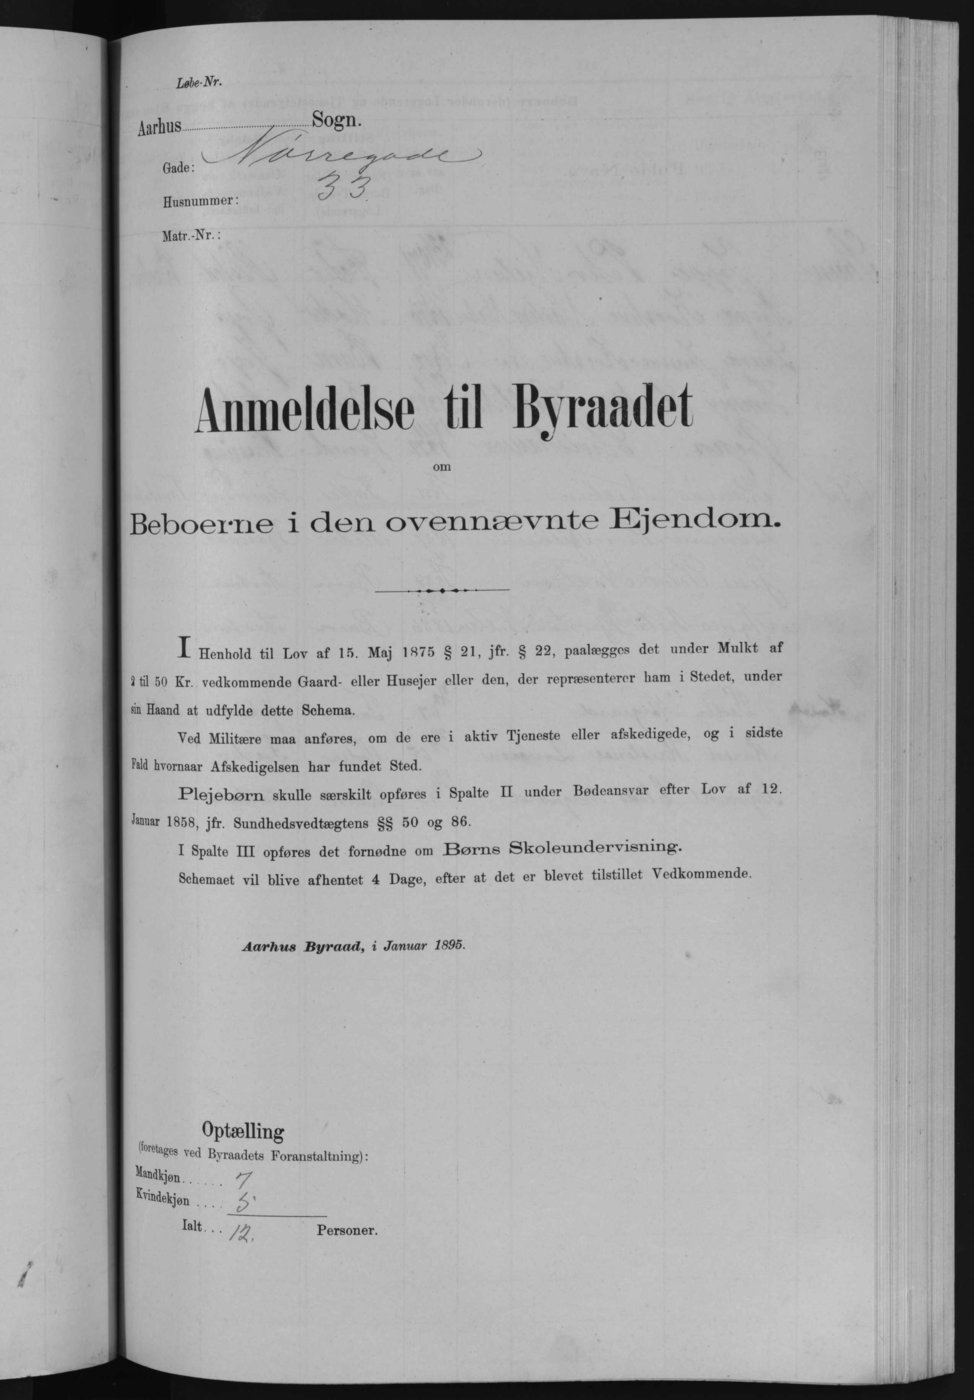 Løbe-Nr.
Aarhus Sogn.
Gade: Nörregade
Husnummer: 33.
Matr.-Nr.:
Anmeldelse til Byraadet
om
Beboerne i den ovennævnte Ejendom.
I Henhold til Lov af 15. Maj 1875 § 21, jfr. § 22, paalægges det under Mulkt af
2 til 50 Kr. vedkommende Gaard- eller Husejer eller den, der repræsenterer ham i Stedet, under
sin Haand at udfylde dette Schema.
Ved Militære maa anføres, om de ere i aktiv Tjeneste eller afskedigede, og i sidste
Fald hvornaar Afskedigelsen har fundet Sted.
Plejebørn skulle særskilt opføres i Spalte II under Bødeansvar efter Lov af 12.
Januar 1858, jfr. Sundhedsvedtægtens §§ 50 og 86.
I Spalte III opføres det fornødne om Børns Skoleundervisning.
Schemaet vil blive afhentet 4 Dage, efter at det er blevet tilstillet Vedkommende.
Aarhus Byraad, i Januar 1895.
Optælling
(foretages ved Byraadets Foranstaltning):
Mandkjøn...... 7
Kvindekjøn .... 5
Ialt... 12. Personer.